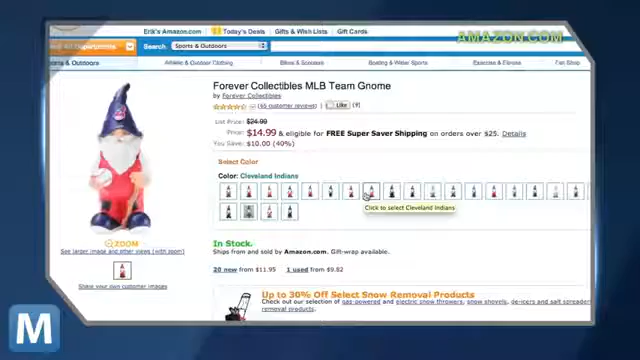 Erik's Amazon.com
Today's Deals
Gifts & Wish Lists
Gift Cards
AMAZON.COM
Search
Sports & Outdoors
Athletic & Outdoor Clothing
Bikes & Scooters
Boating & Water Sports
Exercise & Fitness
Fan Shop
Forever Collectibles MLB Team Gnome
by Forever Collectibles
(65 customer reviews)
Like
(9)
List Price: $24.99
Price: $14.99 & eligible for FREE Super Saver Shipping on orders over $25. Details
You Save: $10.00 (40%)
Select Color
Color: Cleveland Indians
Click to select Cleveland Indians
ZOOM
See larger image and other views (with zoom)
Share your own customer images
In Stock.
Ships from and sold by Amazon.com. Gift-wrap available.
20 new from $11.95
1 used from $9.82
Up to 30% Off Select Snow Removal Products
Check out our selection of gas-powered and electric snow throwers, snow shovels, de-icers and salt spreaders
removal products.
M